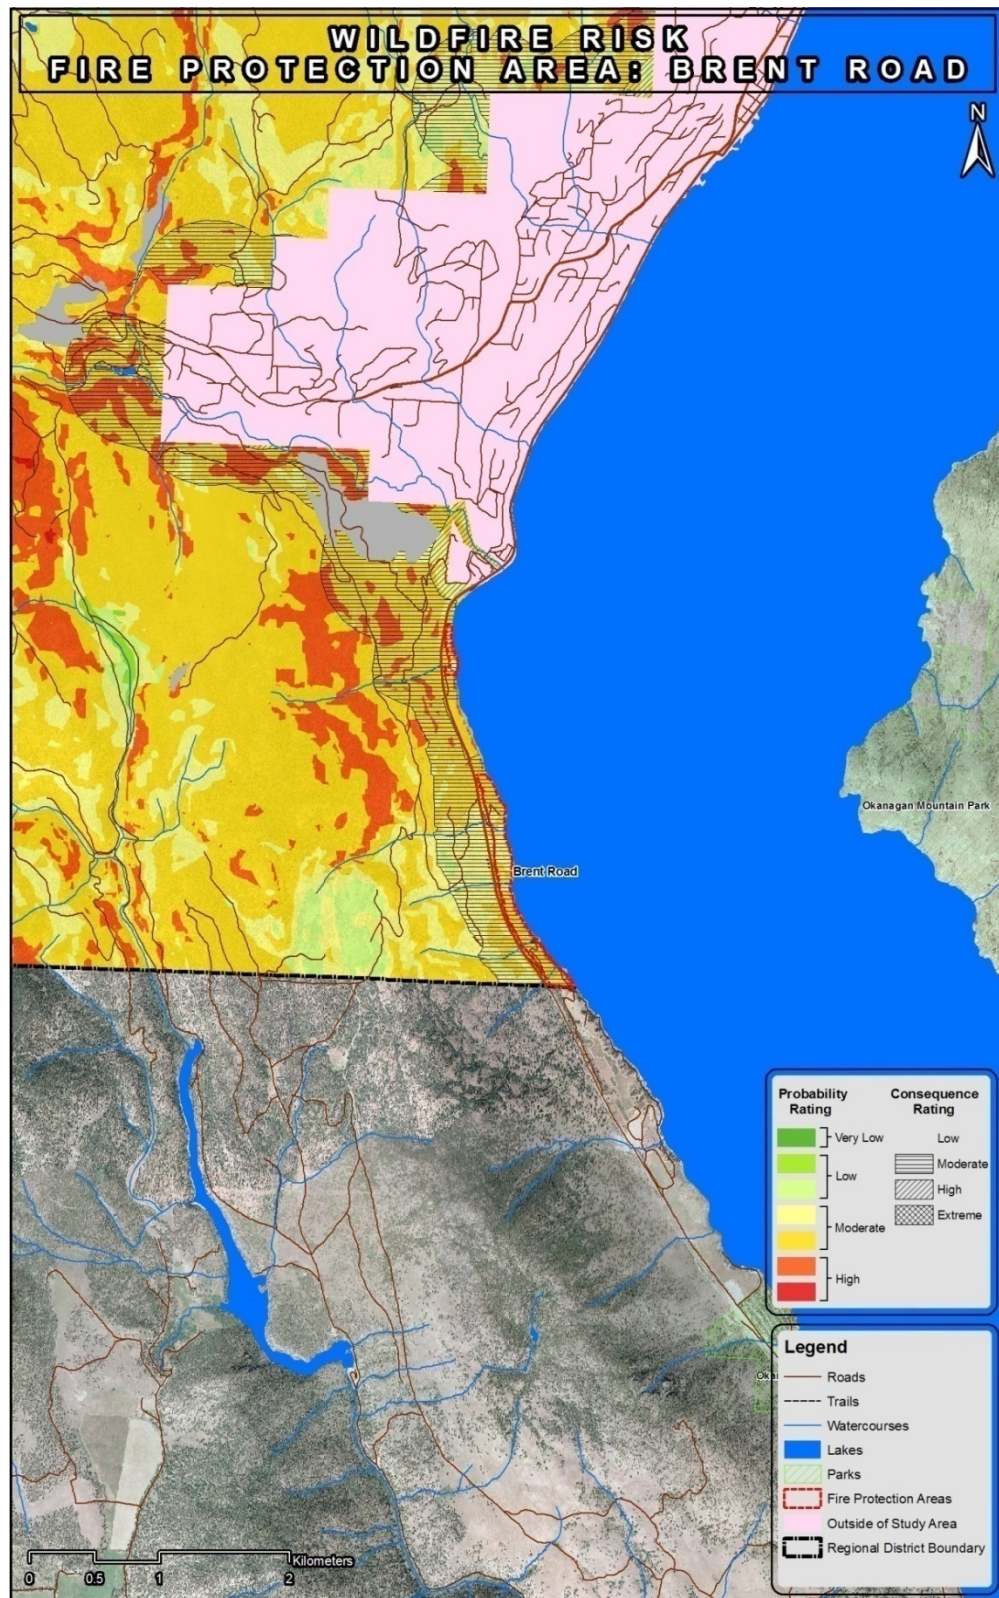 WILDFIRE RISK
FIRE PROTECTION AREA: BRENT ROAD
N
Okanagan Mountain Park
Brent Road
Probability
Rating
Very Low
Low
Moderate
High
Consequence
Rating
Low
Moderate
High
Extreme
Legend
Roads
Trails
Watercourses
Lakes
Parks
Fire Protection Areas
Outside of Study Area
Regional District Boundary
0 0.5 1 2
Kilometers